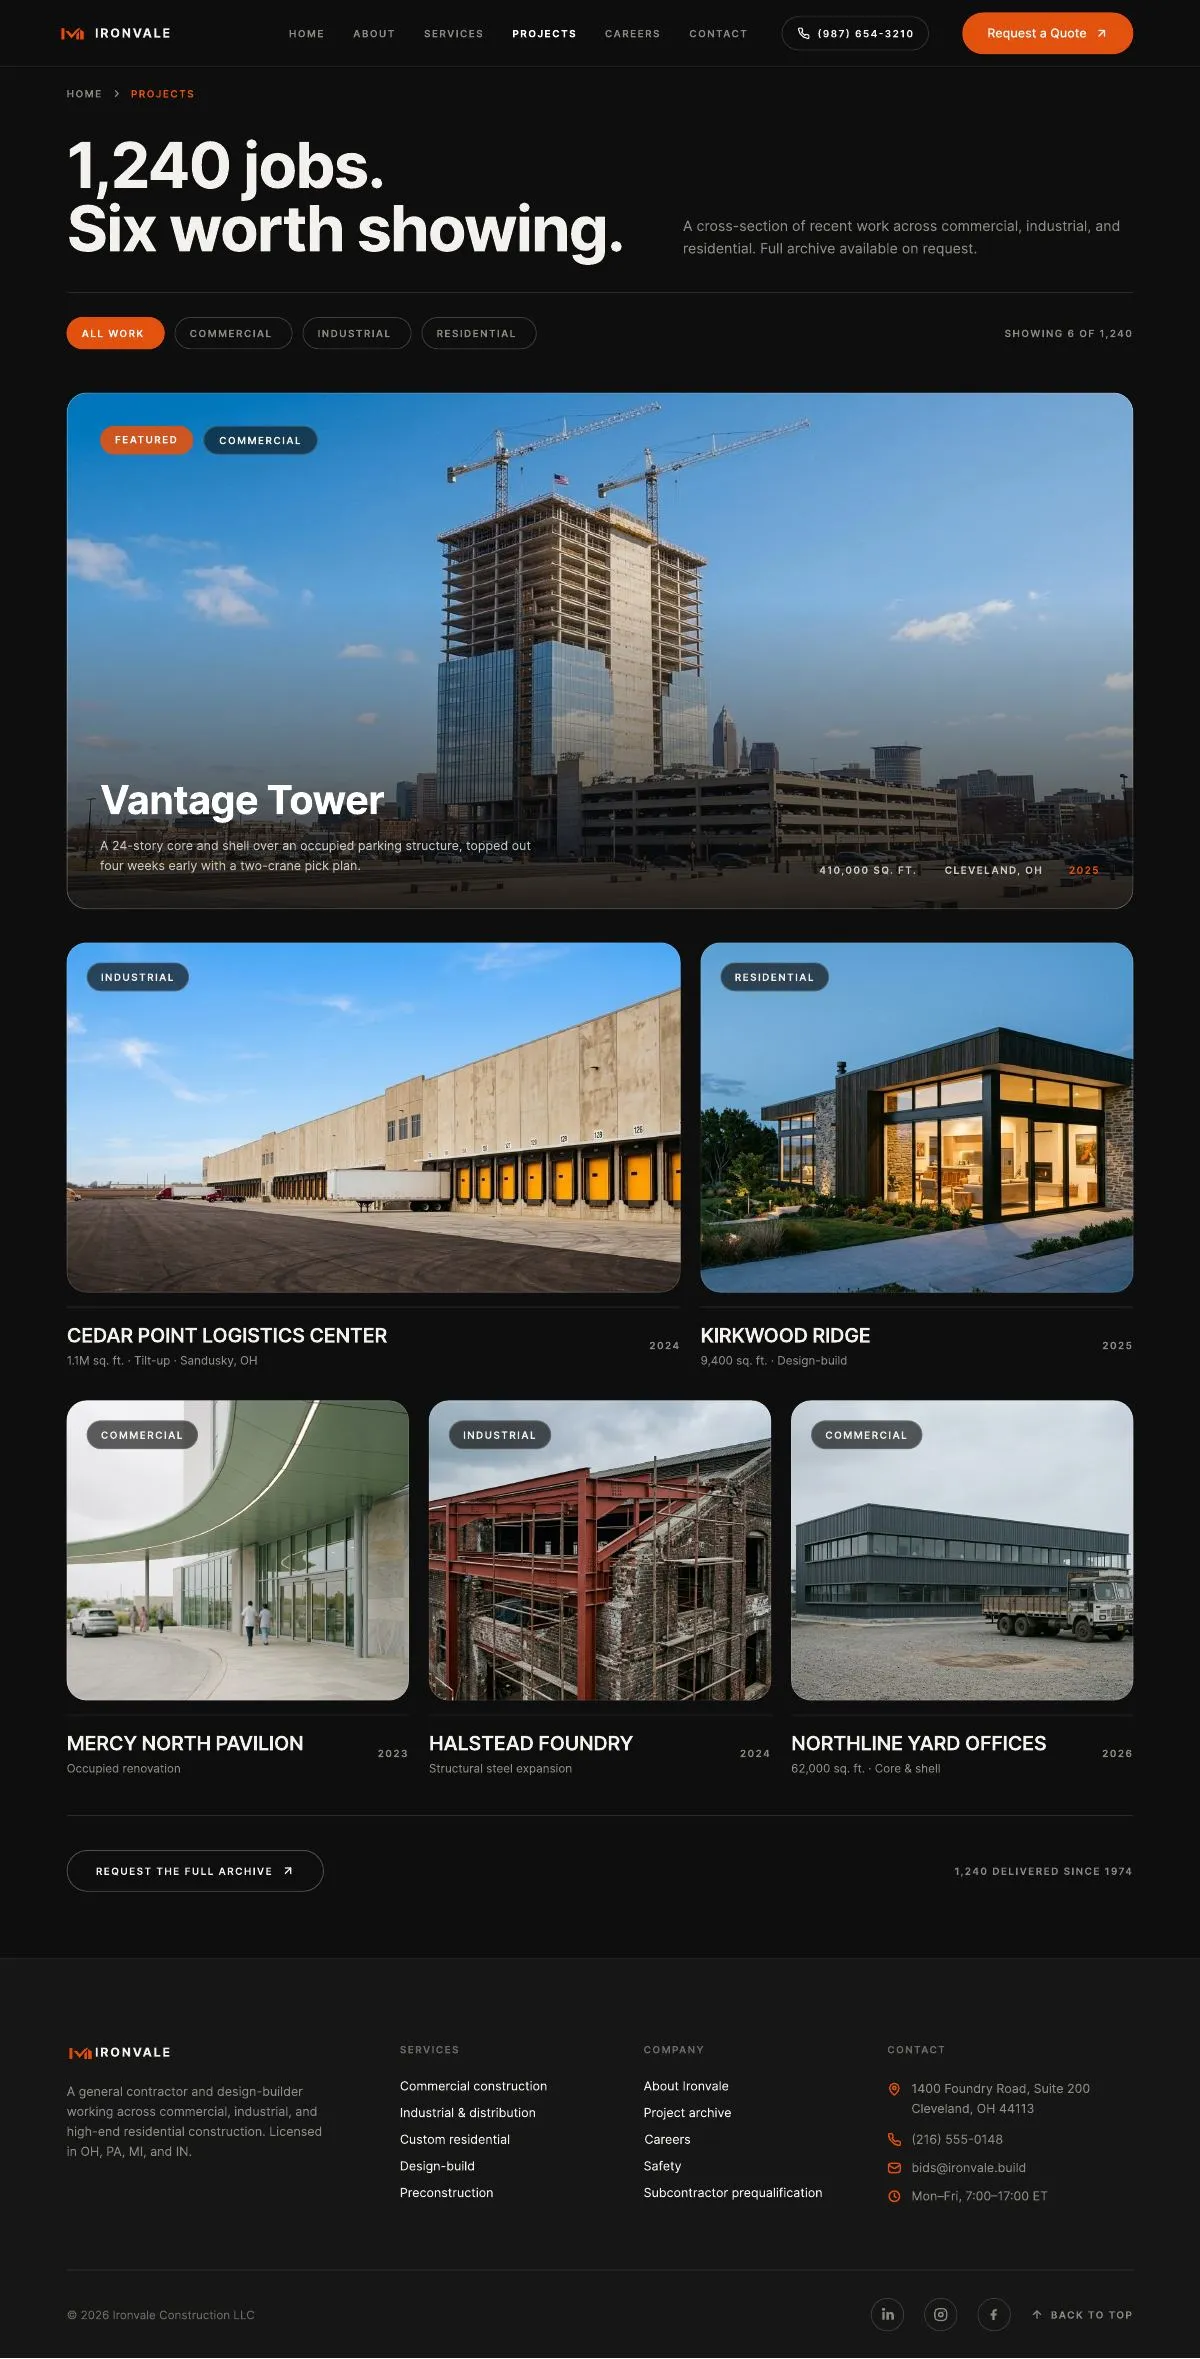 IRONVALE
HOME ABOUT SERVICES PROJECTS CAREERS CONTACT
(987) 654-3210
Request a Quote
HOME PROJECTS
1,240 jobs.
Six worth showing.
A cross-section of recent work across commercial, industrial, and
residential. Full archive available on request.
ALL WORK COMMERCIAL INDUSTRIAL RESIDENTIAL
SHOWING 6 OF 1,240
FEATURED COMMERCIAL
Vantage Tower
A 24-story core and shell over an occupied parking structure, topped out
four weeks early with a two-crane pick plan.
410,000 SQ. FT. CLEVELAND, OH 2025
INDUSTRIAL
RESIDENTIAL
CEDAR POINT LOGISTICS CENTER
1.1M sq. ft. · Tilt-up · Sandusky, OH
2024
KIRKWOOD RIDGE
9,400 sq. ft. · Design-build
2025
COMMERCIAL
INDUSTRIAL
COMMERCIAL
MERCY NORTH PAVILION
Occupied renovation
2023
HALSTEAD FOUNDRY
Structural steel expansion
2024
NORTHLINE YARD OFFICES
62,000 sq. ft. · Core & shell
2026
REQUEST THE FULL ARCHIVE
1,240 DELIVERED SINCE 1974
IRONVALE
A general contractor and design-builder
working across commercial, industrial, and
high-end residential construction. Licensed
in OH, PA, MI, and IN.
SERVICES
Commercial construction
Industrial & distribution
Custom residential
Design-build
Preconstruction
COMPANY
About Ironvale
Project archive
Careers
Safety
Subcontractor prequalification
CONTACT
1400 Foundry Road, Suite 200
Cleveland, OH 44113
(216) 555-0148
bids@ironvale.build
Mon–Fri, 7:00–17:00 ET
© 2026 Ironvale Construction LLC
BACK TO TOP